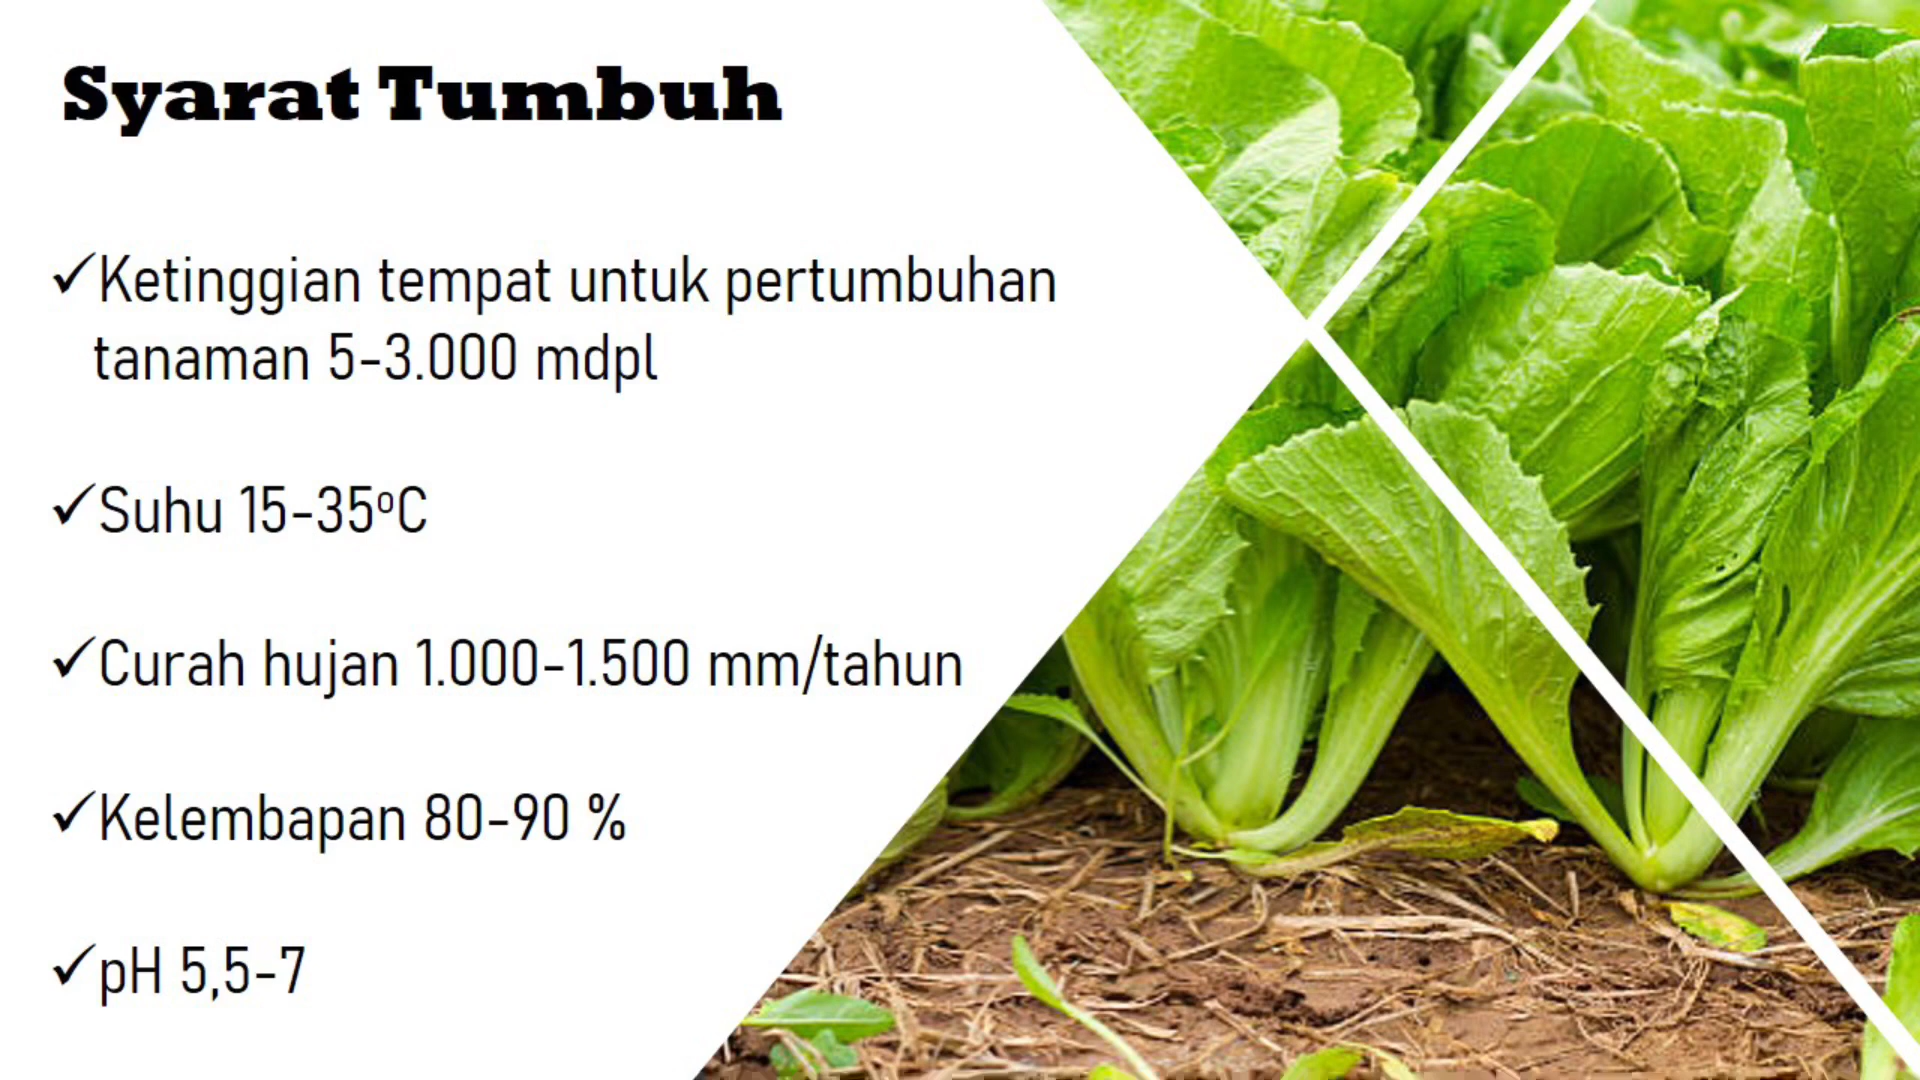 Syarat Tumbuh
✓Ketinggian tempat untuk pertumbuhan
tanaman 5-3.000 mdpl
✓Suhu 15-35ºC
✓Curah hujan 1.000-1.500 mm/tahun
✓Kelembapan 80-90 %
✓pH 5,5-7